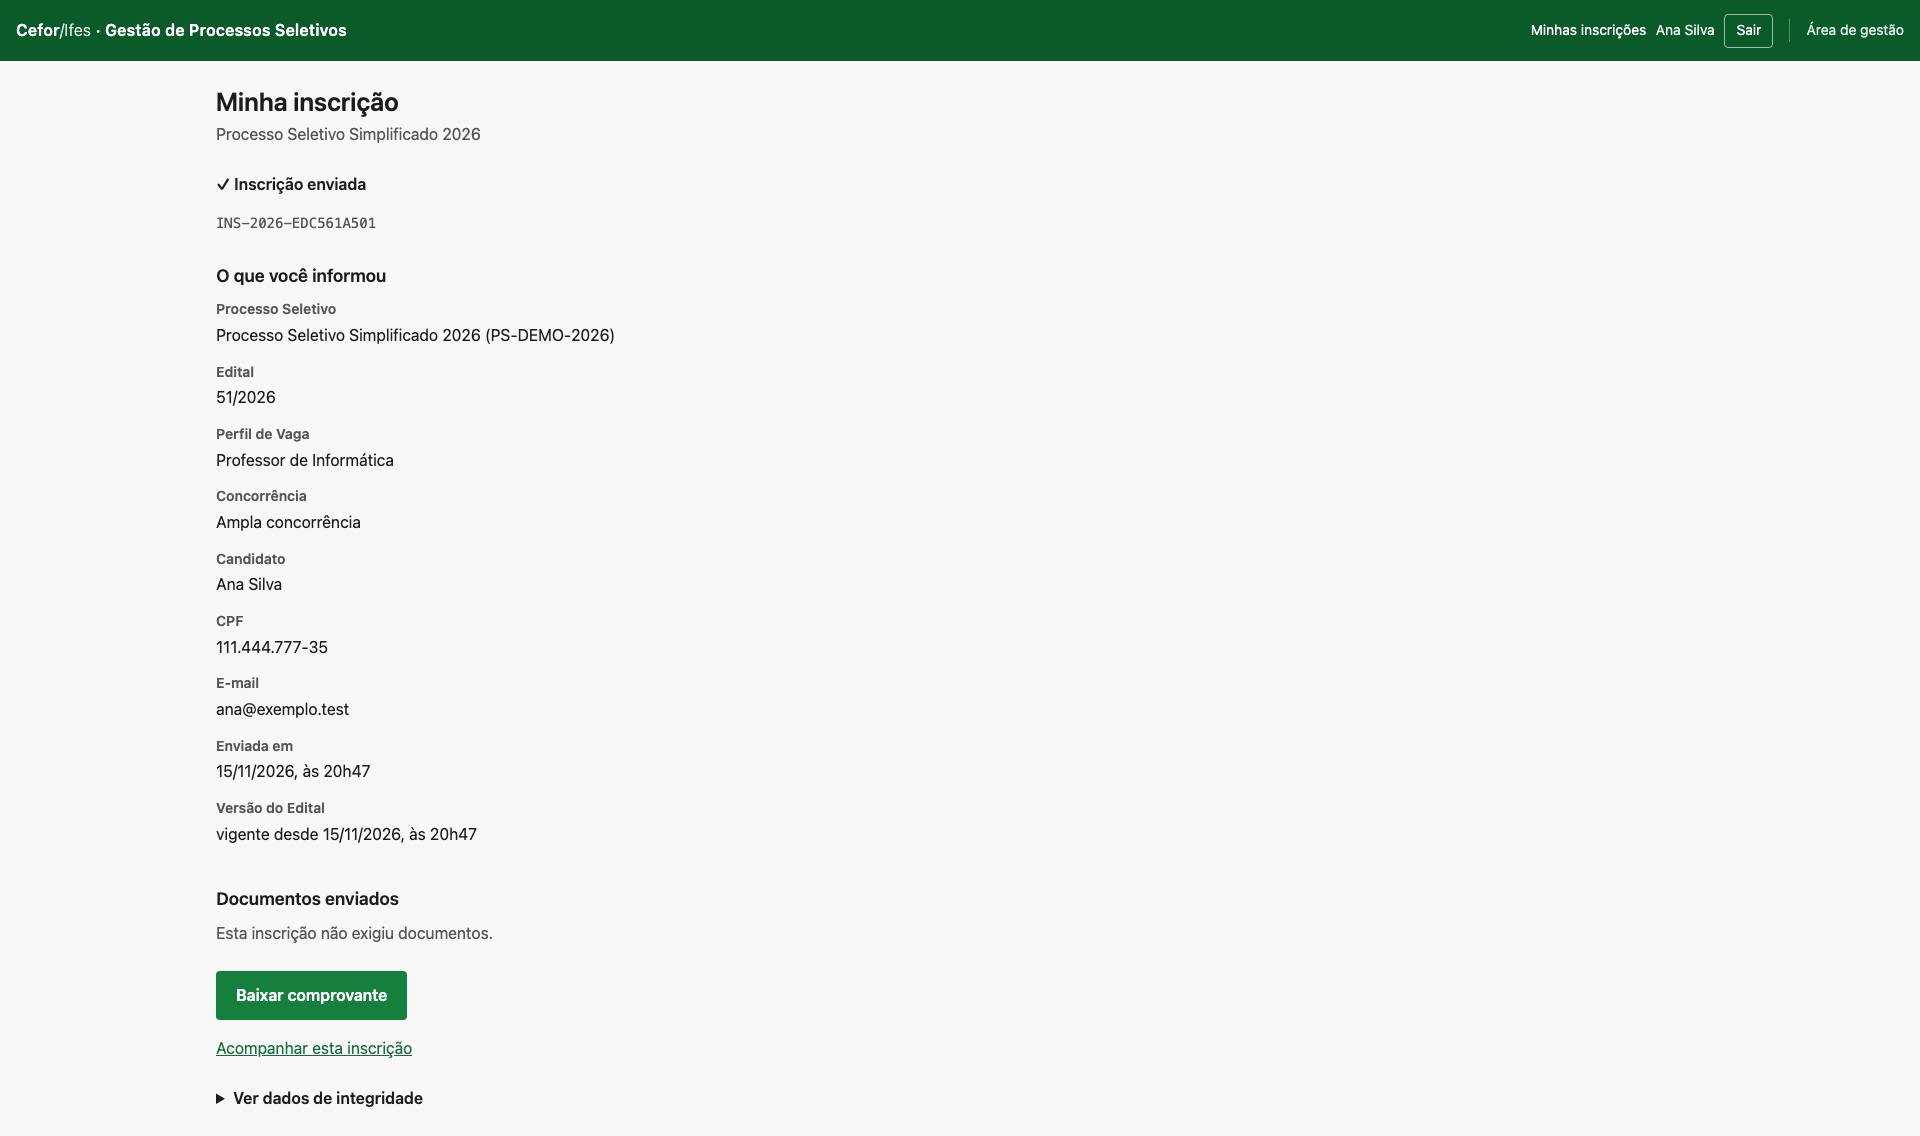 Cefor/Ifes · Gestão de Processos Seletivos
Minhas inscrições Ana Silva Sair Área de gestão
Minha inscrição
Processo Seletivo Simplificado 2026
✓ Inscrição enviada
INS-2026-EDC561A501
O que você informou
Processo Seletivo
Processo Seletivo Simplificado 2026 (PS-DEMO-2026)
Edital
51/2026
Perfil de Vaga
Professor de Informática
Concorrência
Ampla concorrência
Candidato
Ana Silva
CPF
111.444.777-35
E-mail
ana@exemplo.test
Enviada em
15/11/2026, às 20h47
Versão do Edital
vigente desde 15/11/2026, às 20h47
Documentos enviados
Esta inscrição não exigiu documentos.
Baixar comprovante
Acompanhar esta inscrição
Ver dados de integridade